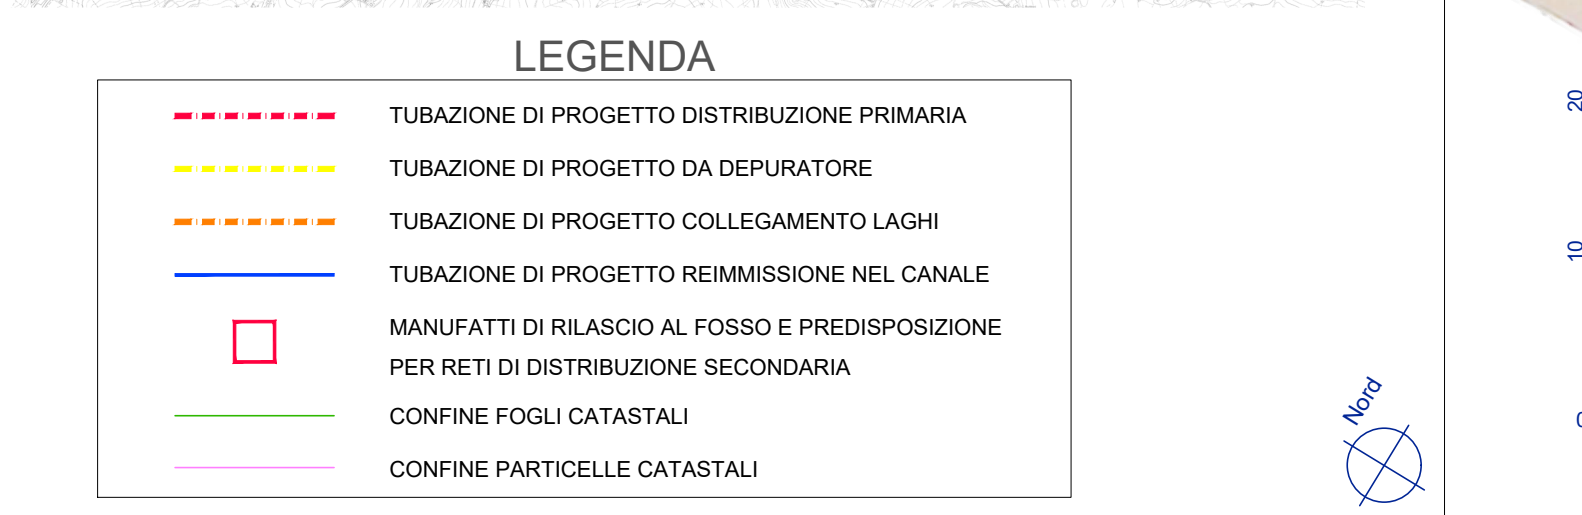 LEGENDA
TUBAZIONE DI PROGETTO DISTRIBUZIONE PRIMARIA
TUBAZIONE DI PROGETTO DA DEPURATORE
TUBAZIONE DI PROGETTO COLLEGAMENTO LAGHI
TUBAZIONE DI PROGETTO REIMMISSIONE NEL CANALE
MANUFATTI DI RILASCIO AL FOSSO E PREDISPOSIZIONE
PER RETI DI DISTRIBUZIONE SECONDARIA
CONFINE FOGLI CATASTALI
CONFINE PARTICELLE CATASTALI
Nord
20
10
0